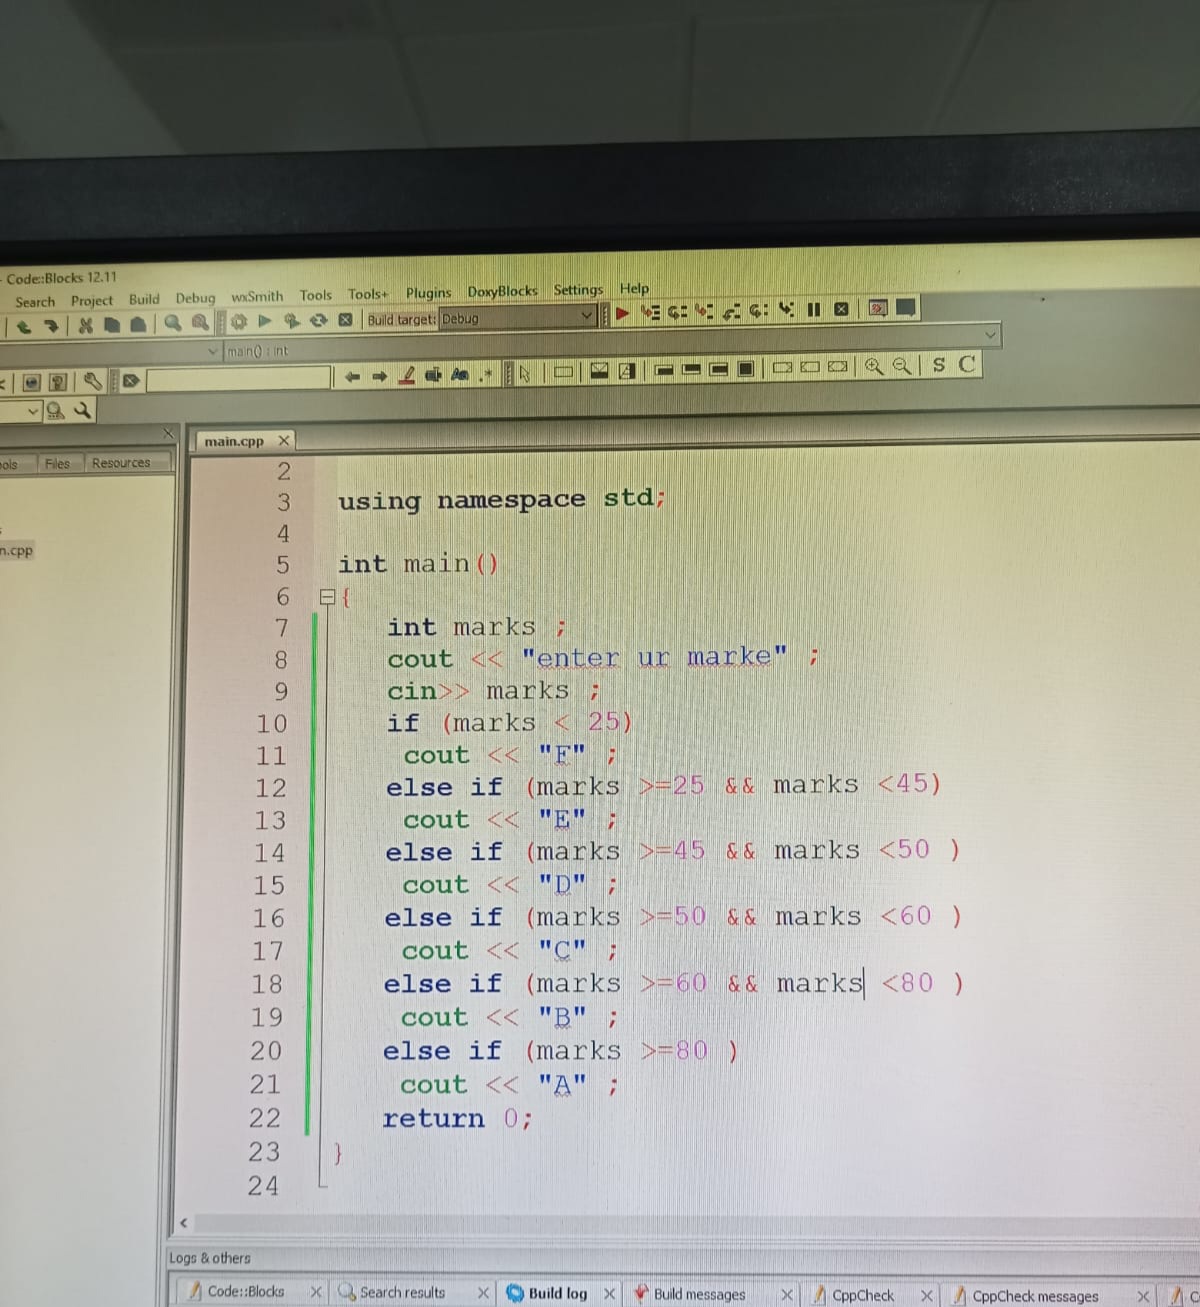 Code::Blocks 12.11
Search Project Build Debug wxSmith Tools Tools+ Plugins DoxyBlocks Settings Help
Build target: Debug
main() : int
S C
main.cpp
Files Resources
n.cpp
2
3 using namespace std;
4
5 int main()
6 {
7 int marks ;
8 cout << "enter ur marke" ;
9 cin>> marks ;
10 if (marks < 25)
11 cout << "F" ;
12 else if (marks >=25 && marks <45)
13 cout << "E" ;
14 else if (marks >=45 && marks <50 )
15 cout << "D" ;
16 else if (marks >=50 && marks <60 )
17 cout << "C" ;
18 else if (marks >=60 && marks <80 )
19 cout << "B" ;
20 else if (marks >=80 )
21 cout << "A" ;
22 return 0;
23 }
24
Logs & others
Code::Blocks Search results Build log Build messages CppCheck CppCheck messages